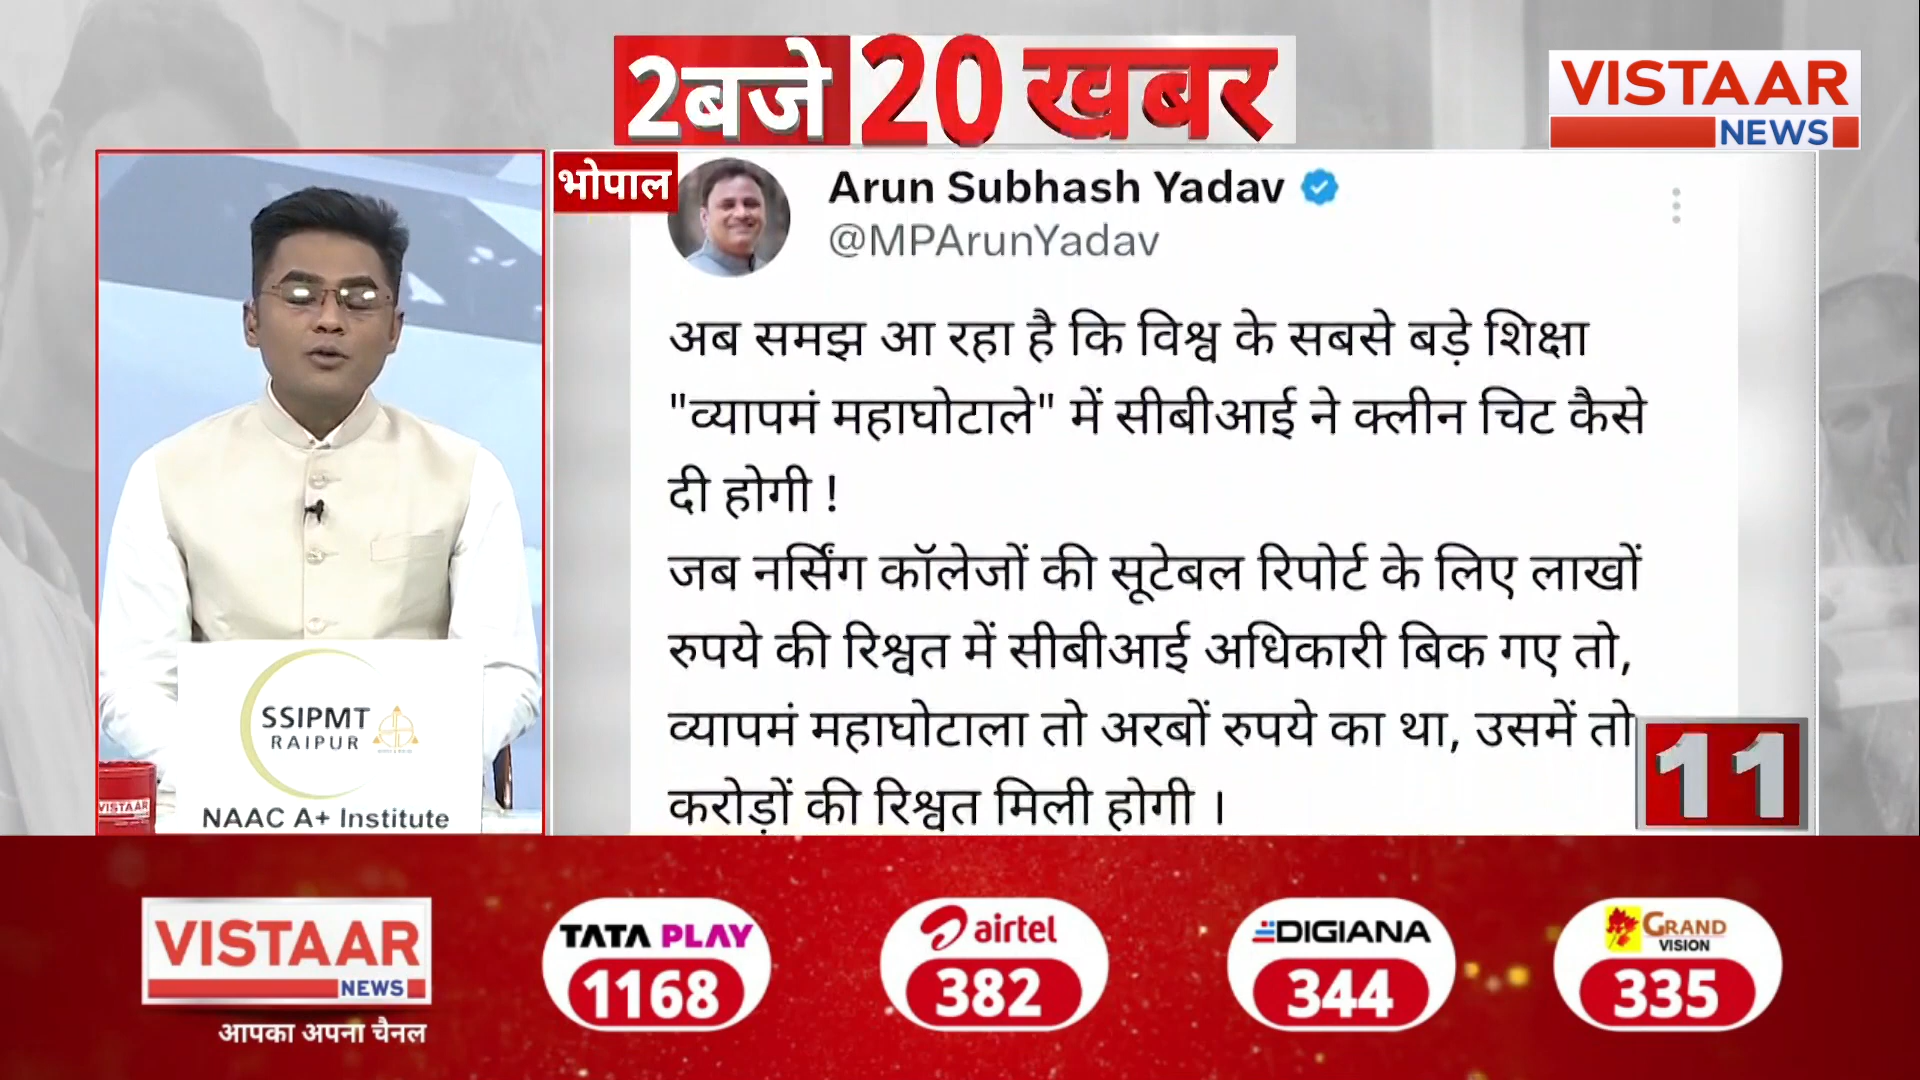 2बजे 20 खबर
VISTAAR
NEWS
भोपाल
Arun Subhash Yadav
@MPArunYadav
अब समझ आ रहा है कि विश्व के सबसे बड़े शिक्षा
"व्यापमं महाघोटाले" में सीबीआई ने क्लीन चिट कैसे
दी होगी !
जब नर्सिंग कॉलेजों की सूटेबल रिपोर्ट के लिए लाखों
रुपये की रिश्वत में सीबीआई अधिकारी बिक गए तो,
व्यापमं महाघोटाला तो अरबों रुपये का था, उसमें तो
करोड़ों की रिश्वत मिली होगी ।
11
SSIPMT
RAIPUR
NAAC A+ Institute
VISTAAR
VISTAAR
NEWS
आपका अपना चैनल
TATA PLAY
1168
airtel
382
DIGIANA
344
GRAND
VISION
335